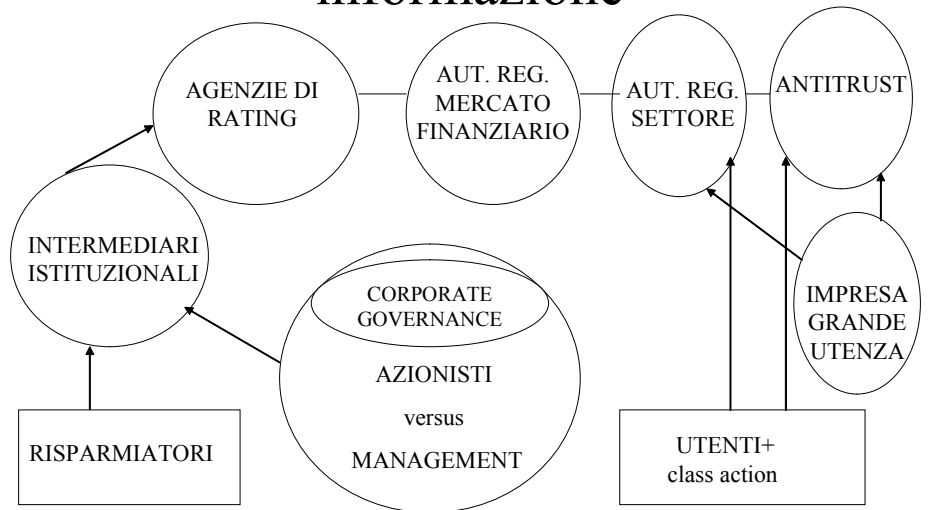 informazione
AGENZIE DI
RATING
AUT. REG.
MERCATO
FINANZIARIO
AUT. REG.
SETTORE
ANTITRUST
INTERMEDIARI
ISTITUZIONALI
CORPORATE
GOVERNANCE
AZIONISTI
versus
MANAGEMENT
IMPRESA
GRANDE
UTENZA
RISPARMIATORI
UTENTI+
class action